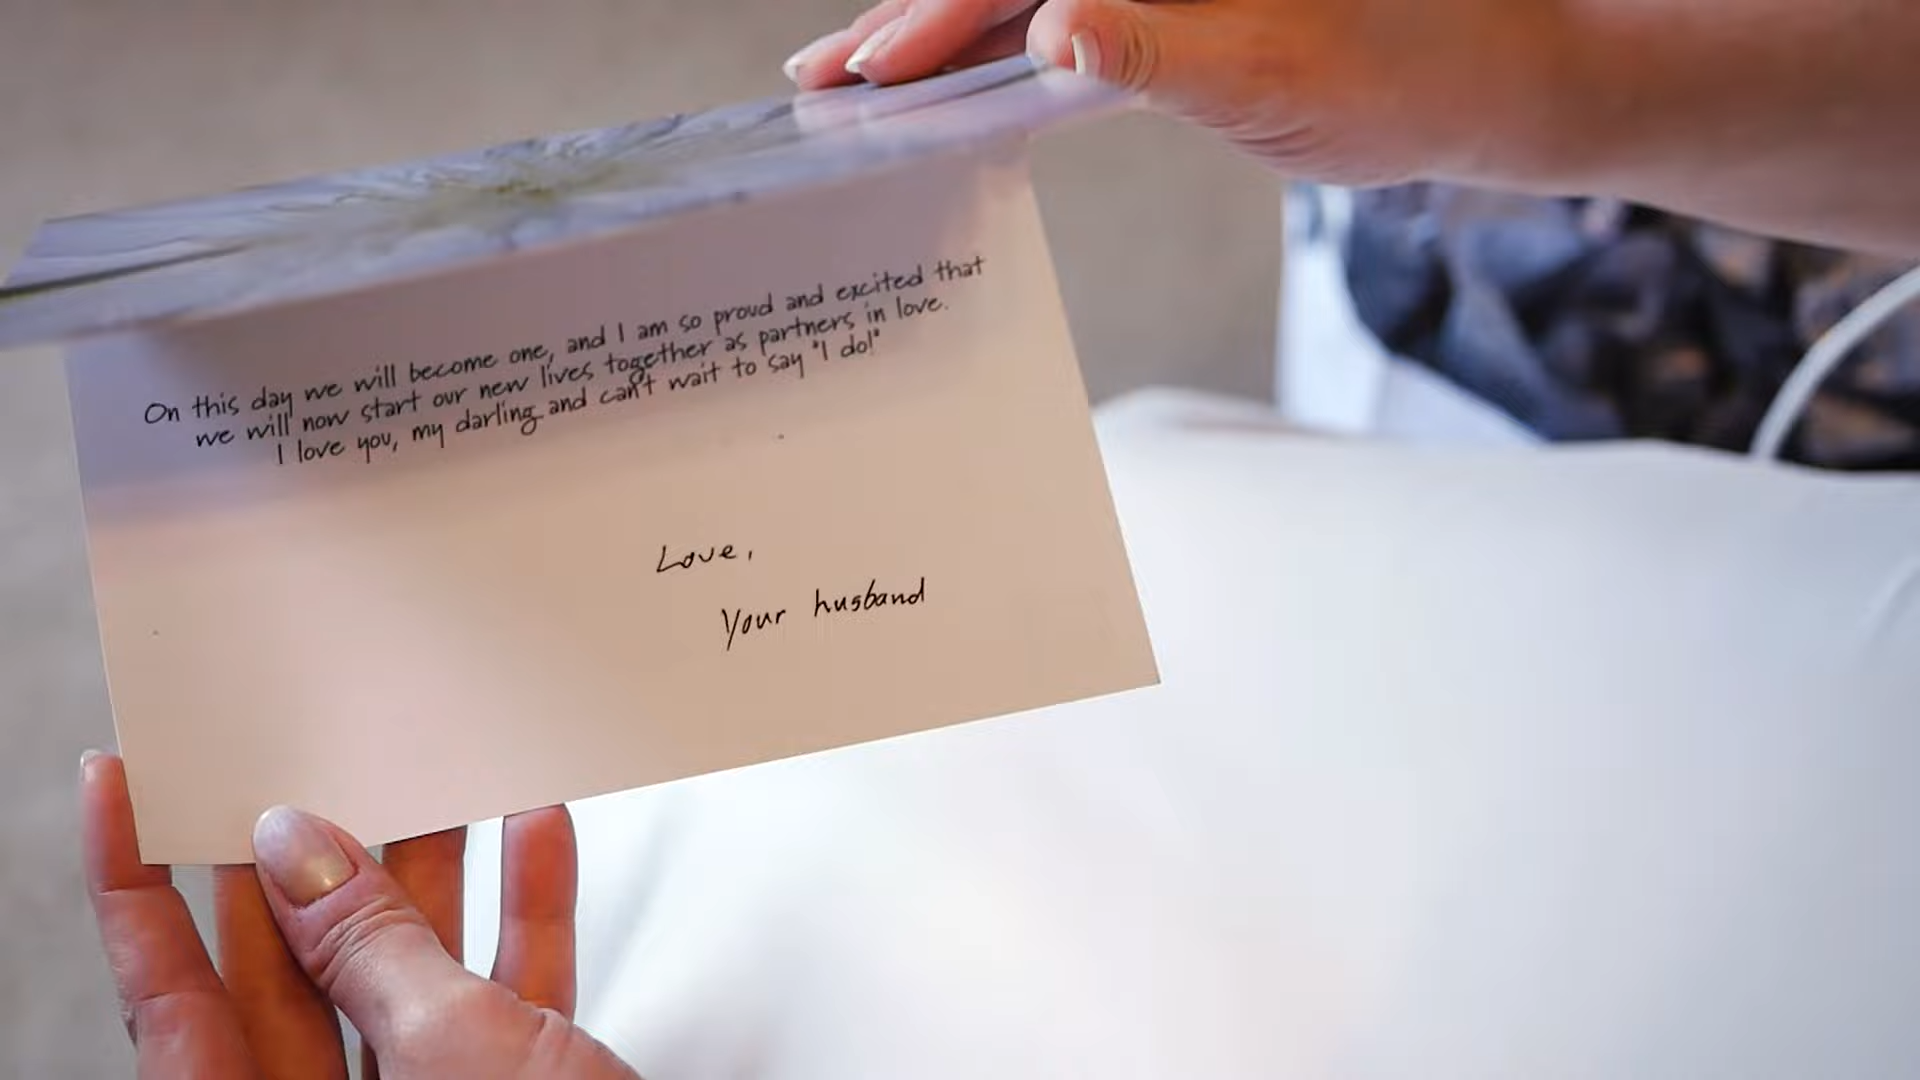 On this day we will become one, and I am so proud and excited that
we will now start our new lives together as partners in love.
I love you, my darling and can't wait to say "I do!"
Love,
Your husband